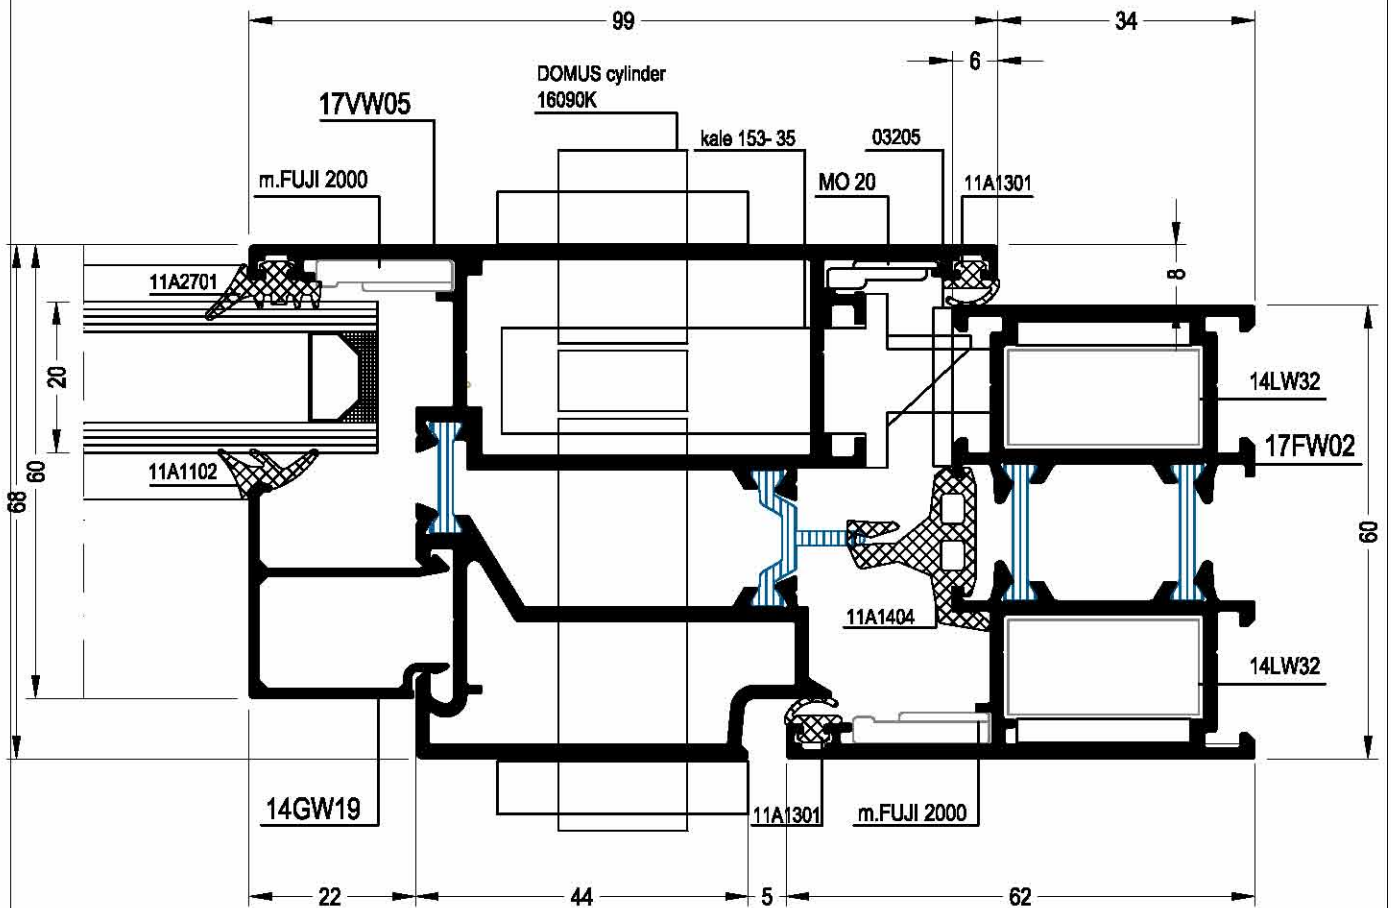 99
34
6
DOMUS cylinder
16090K
17VW05
kale 153- 35
03205
m.FUJI 2000
MO 20
11A1301
11A2701
8
20
14LW32
17FW02
60
11A1102
68
60
11A1404
14LW32
14GW19
11A1301
m.FUJI 2000
22
44
5
62